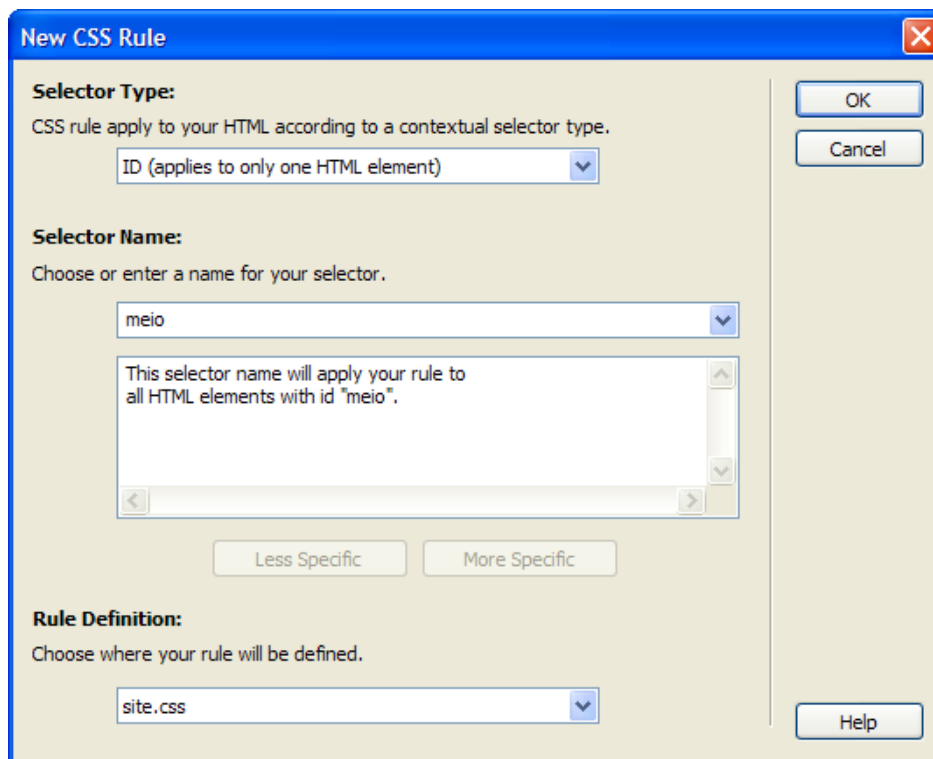 New CSS Rule
Selector Type:
CSS rule apply to your HTML according to a contextual selector type.
ID (applies to only one HTML element)
OK
Cancel
Selector Name:
Choose or enter a name for your selector.
meio
This selector name will apply your rule to
all HTML elements with id "meio".
Less Specific
More Specific
Rule Definition:
Choose where your rule will be defined.
site.css
Help